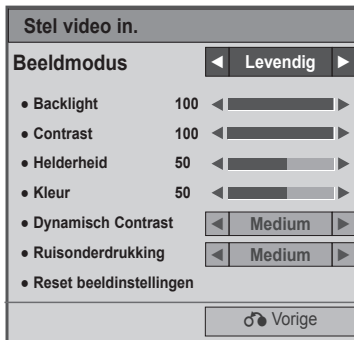 Stel video in.
Beeldmodus ◀ Levendig ▶
● Backlight 100
● Contrast 100
● Helderheid 50
● Kleur 50
● Dynamisch Contrast ◀ Medium ▶
● Ruisonderdrukking ◀ Medium ▶
● Reset beeldinstellingen
Vorige